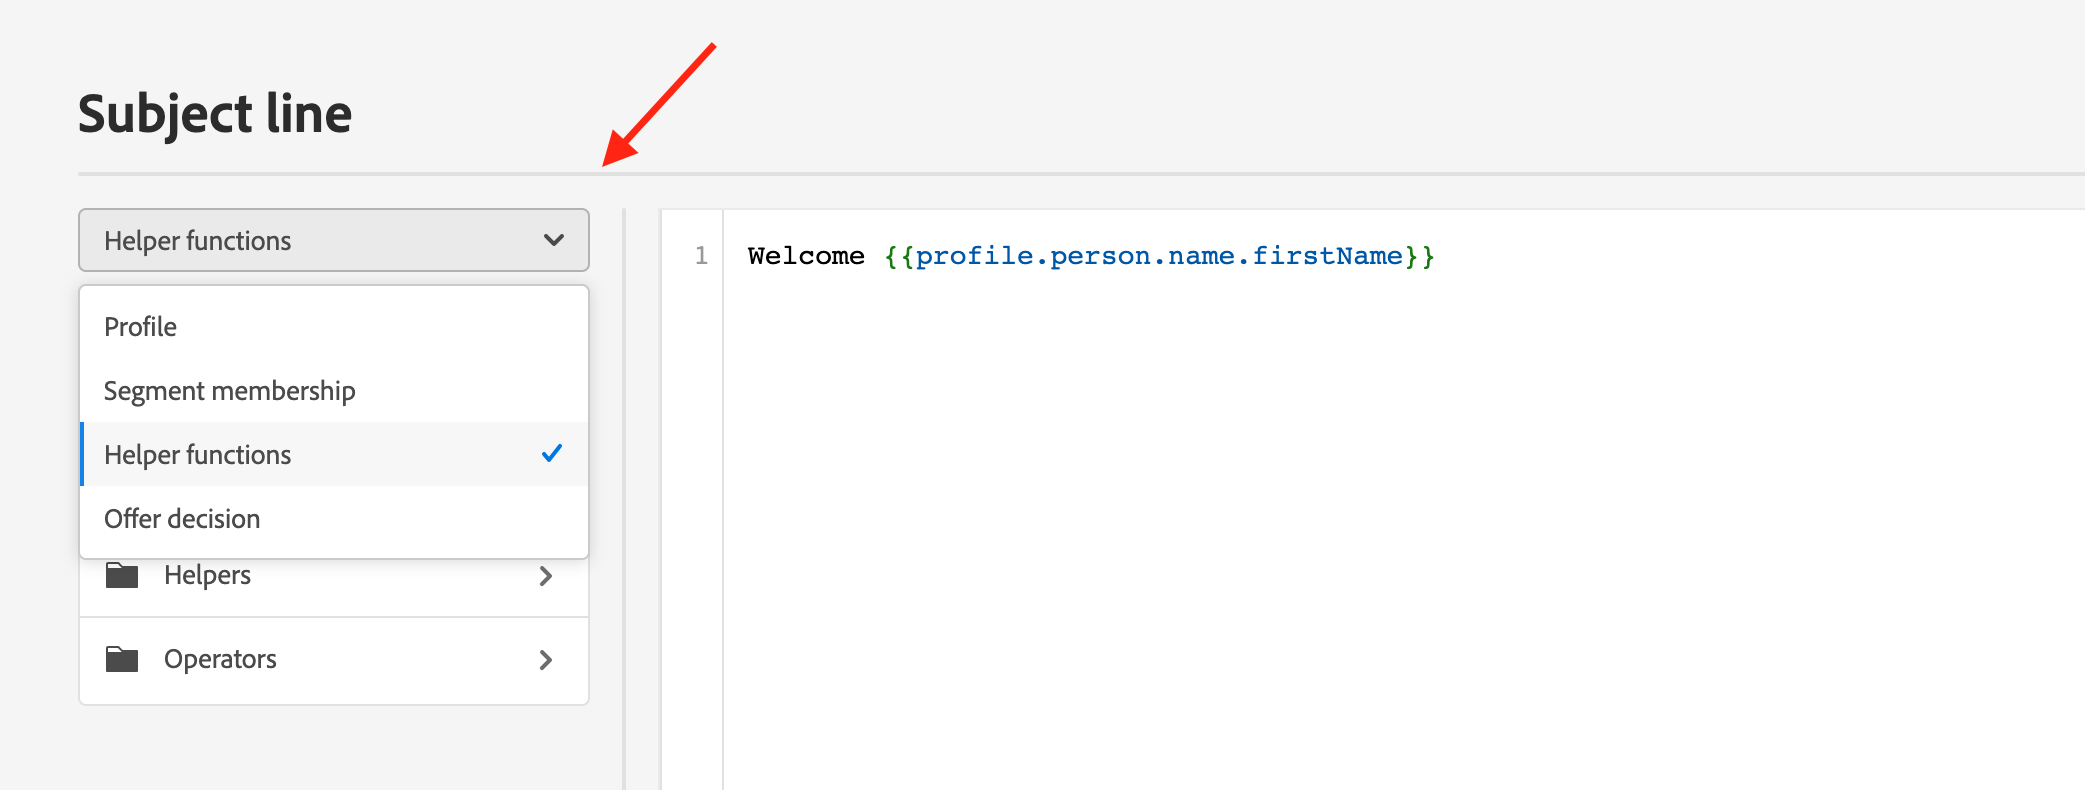 Subject line
Helper functions
Profile
Segment membership
Helper functions
Offer decision
Helpers
Operators
1 Welcome {{profile.person.name.firstName}}